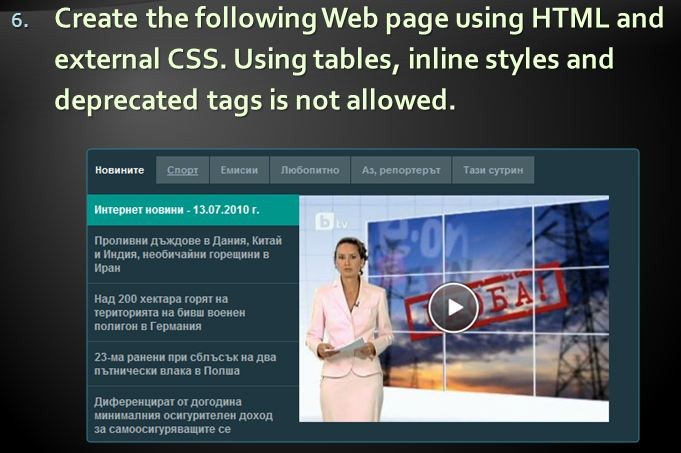 6. Create the following Web page using HTML and
external CSS. Using tables, inline styles and
deprecated tags is not allowed.
Новините Спорт Емисии Любопитно Аз, репортерът Тази сутрин
Интернет новини - 13.07.2010 г.
Проливни дъждове в Дания, Китай
и Индия, необичайни горещини в
Иран
Над 200 хектара горят на
територията на бивш военен
полигон в Германия
23-ма ранени при сблъсък на два
пътнически влака в Полша
Диференцират от догодина
минималния осигурителен доход
за самоосигуряващите се
b tv
e·on